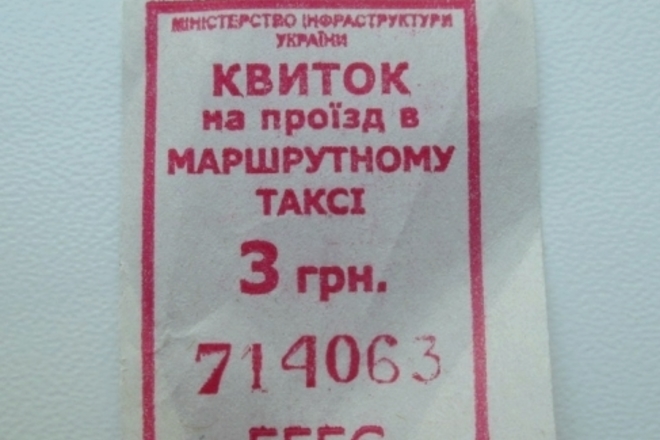 МІНІСТЕРСТВО ІНФРАСТРУКТУРИ
УКРАЇНИ
КВИТОК
на проїзд в
МАРШРУТНОМУ
ТАКСІ
3 грн.
714063